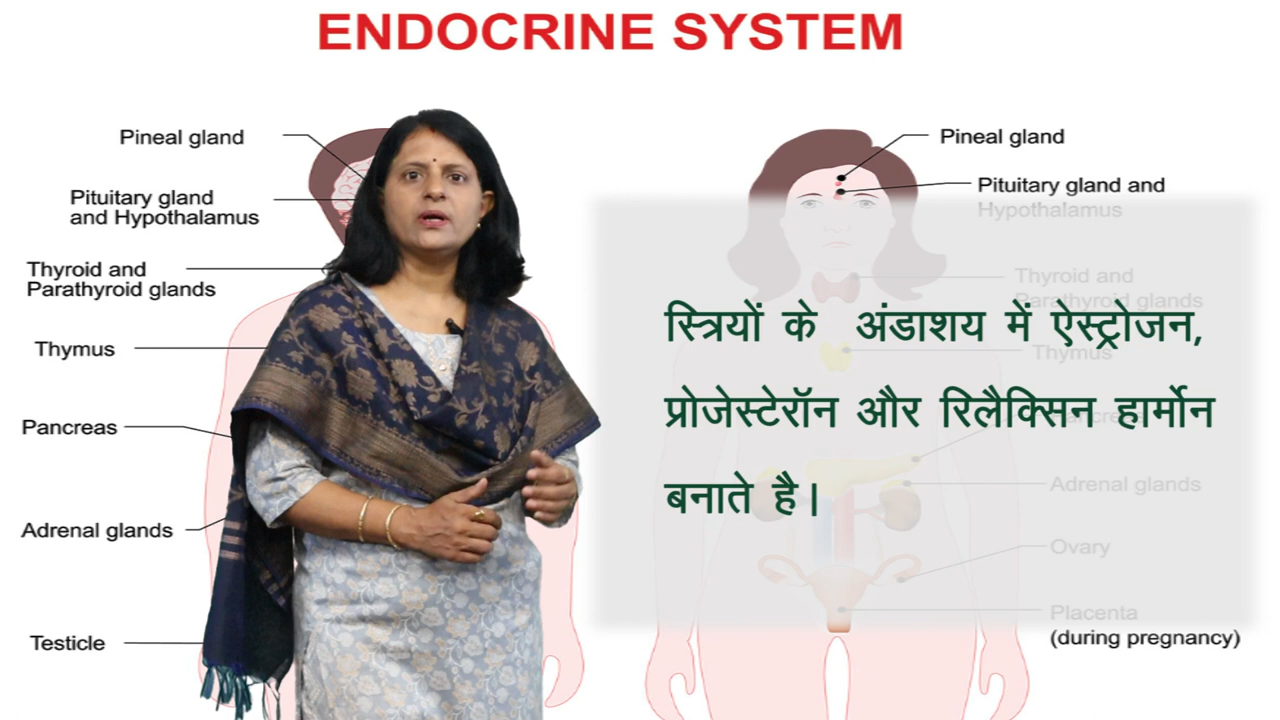 ENDOCRINE SYSTEM
Pineal gland
Pituitary gland
and Hypothalamus
Thyroid and
Parathyroid glands
Thymus
Pancreas
Adrenal glands
Testicle
Pineal gland
Pituitary gland and
Hypothalamus
Thyroid and
Parathyroid glands
Thymus
Pancreas
Adrenal glands
Ovary
Placenta
(during pregnancy)
स्त्रियों के अंडाशय में ऐस्ट्रोजन,
प्रोजेस्टेरॉन और रिलैक्सिन हार्मोन
बनाते है।